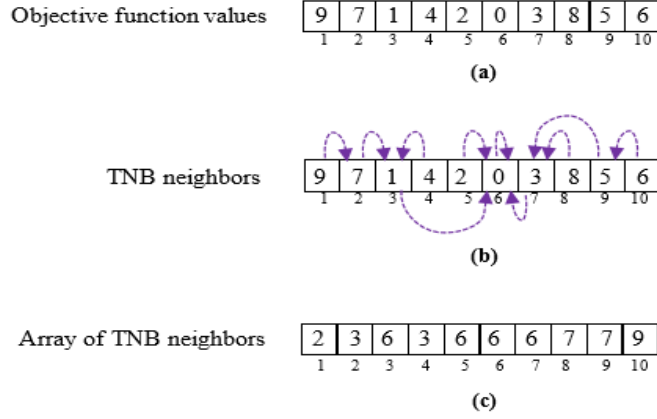 Objective function values 9 7 1 4 2 0 3 8 5 6
1 2 3 4 5 6 7 8 9 10
(a)
TNB neighbors 9 7 1 4 2 0 3 8 5 6
1 2 3 4 5 6 7 8 9 10
(b)
Array of TNB neighbors 2 3 6 3 6 6 6 7 7 9
1 2 3 4 5 6 7 8 9 10
(c)